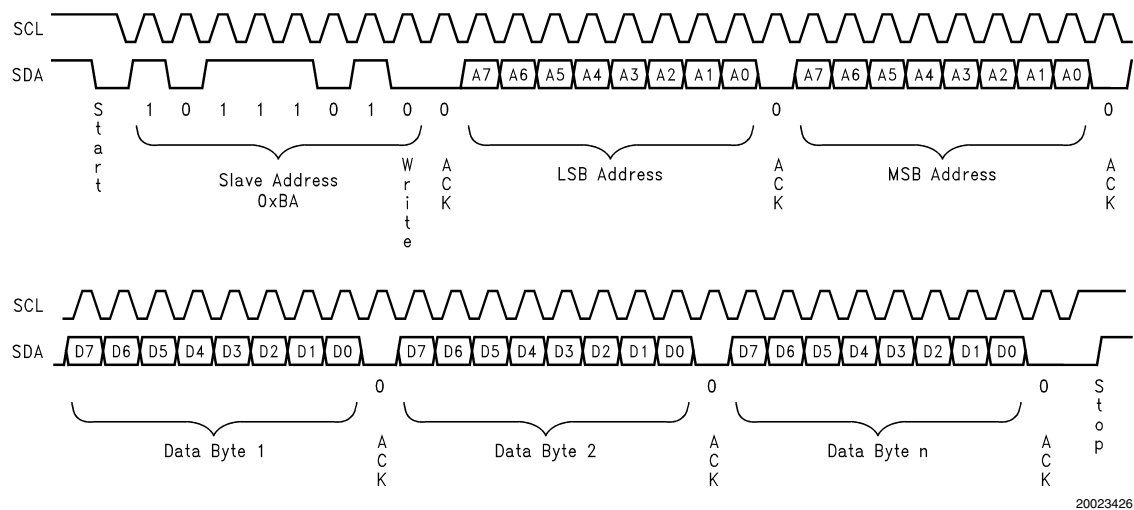 SCL
SDA A7 A6 A5 A4 A3 A2 A1 A0 A7 A6 A5 A4 A3 A2 A1 A0
Start 1 0 1 1 1 0 1 0 0 0 0
Slave Address
0xBA
Write
ACK
LSB Address
ACK
MSB Address
ACK
SCL
SDA D7 D6 D5 D4 D3 D2 D1 D0 D7 D6 D5 D4 D3 D2 D1 D0 D7 D6 D5 D4 D3 D2 D1 D0
0 0 0 Stop
Data Byte 1
ACK
Data Byte 2
ACK
Data Byte n
ACK
20023426